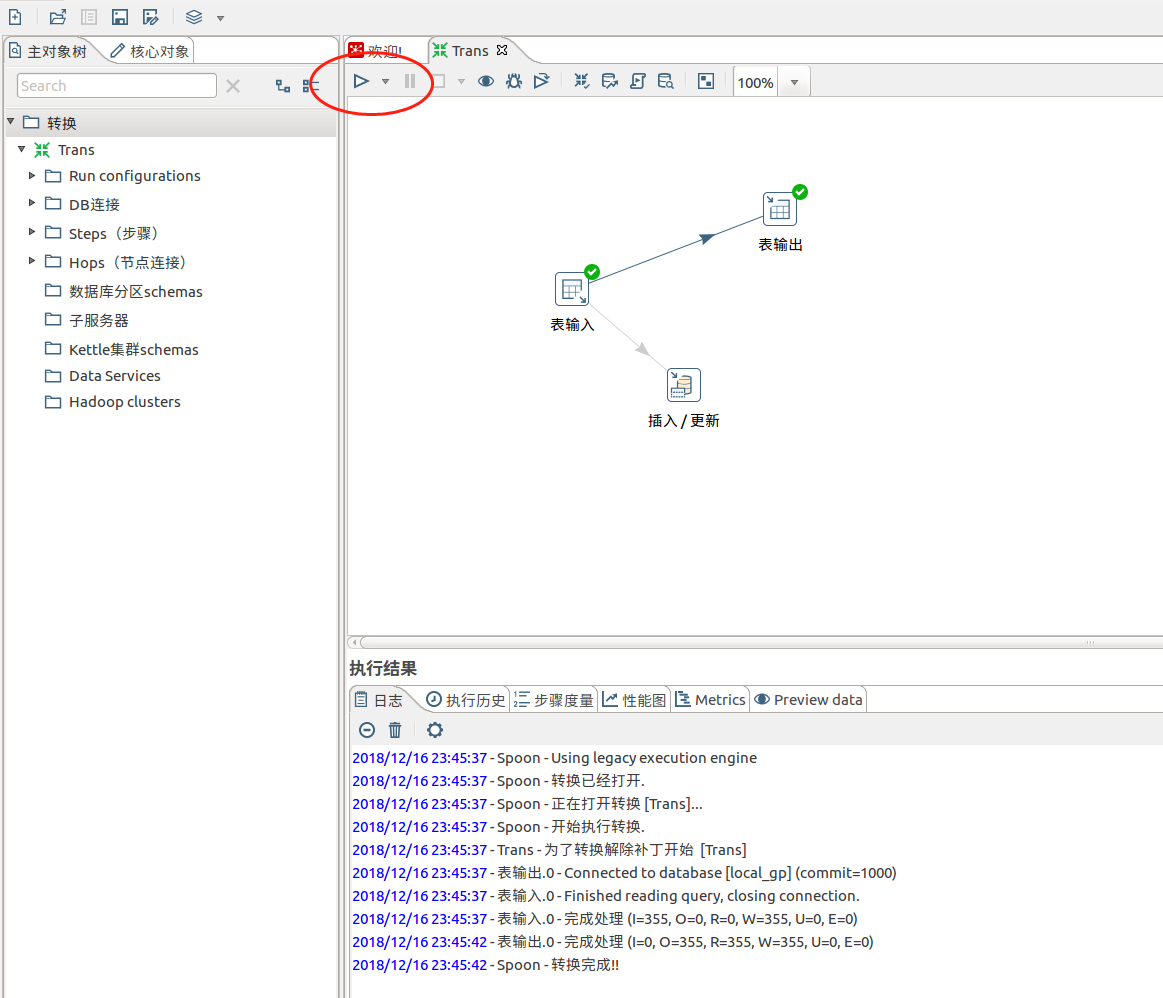 主对象树
核心对象
欢迎!
Trans
Search
100%
转换
Trans
Run configurations
DB连接
Steps（步骤）
Hops（节点连接）
数据库分区schemas
子服务器
Kettle集群schemas
Data Services
Hadoop clusters
表输出
表输入
插入 / 更新
执行结果
日志
执行历史
步骤度量
性能图
Metrics
Preview data
2018/12/16 23:45:37 - Spoon - Using legacy execution engine
2018/12/16 23:45:37 - Spoon - 转换已经打开.
2018/12/16 23:45:37 - Spoon - 正在打开转换 [Trans]...
2018/12/16 23:45:37 - Spoon - 开始执行转换.
2018/12/16 23:45:37 - Trans - 为了转换解除补丁开始  [Trans]
2018/12/16 23:45:37 - 表输出.0 - Connected to database [local_gp] (commit=1000)
2018/12/16 23:45:37 - 表输入.0 - Finished reading query, closing connection.
2018/12/16 23:45:37 - 表输入.0 - 完成处理 (I=355, O=0, R=0, W=355, U=0, E=0)
2018/12/16 23:45:42 - 表输出.0 - 完成处理 (I=0, O=355, R=355, W=355, U=0, E=0)
2018/12/16 23:45:42 - Spoon - 转换完成!!